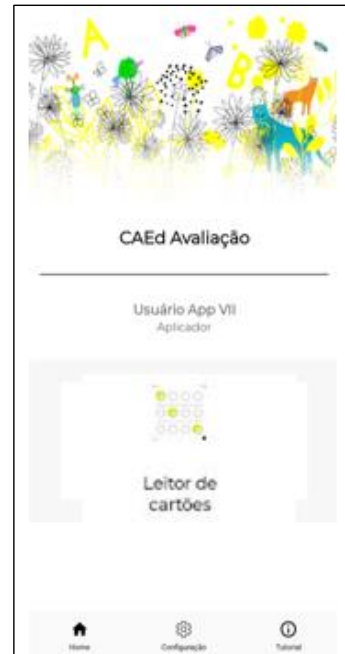 A
B
CAEd Avaliação
Usuário App VII
Aplicador
Leitor de
cartões
Home
Configuração
Tutorial